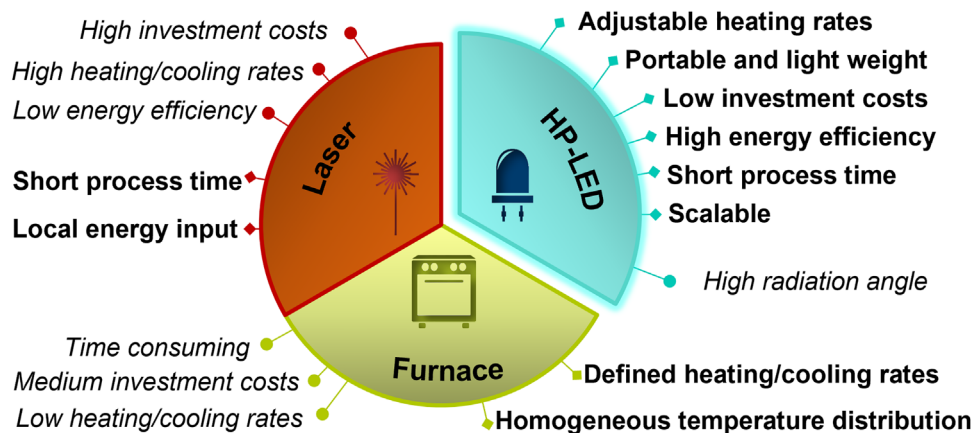 High investment costs
High heating/cooling rates
Low energy efficiency
Short process time
Local energy input
Laser
Adjustable heating rates
Portable and light weight
Low investment costs
High energy efficiency
Short process time
Scalable
High radiation angle
HP-LED
Time consuming
Medium investment costs
Low heating/cooling rates
Furnace
Defined heating/cooling rates
Homogeneous temperature distribution